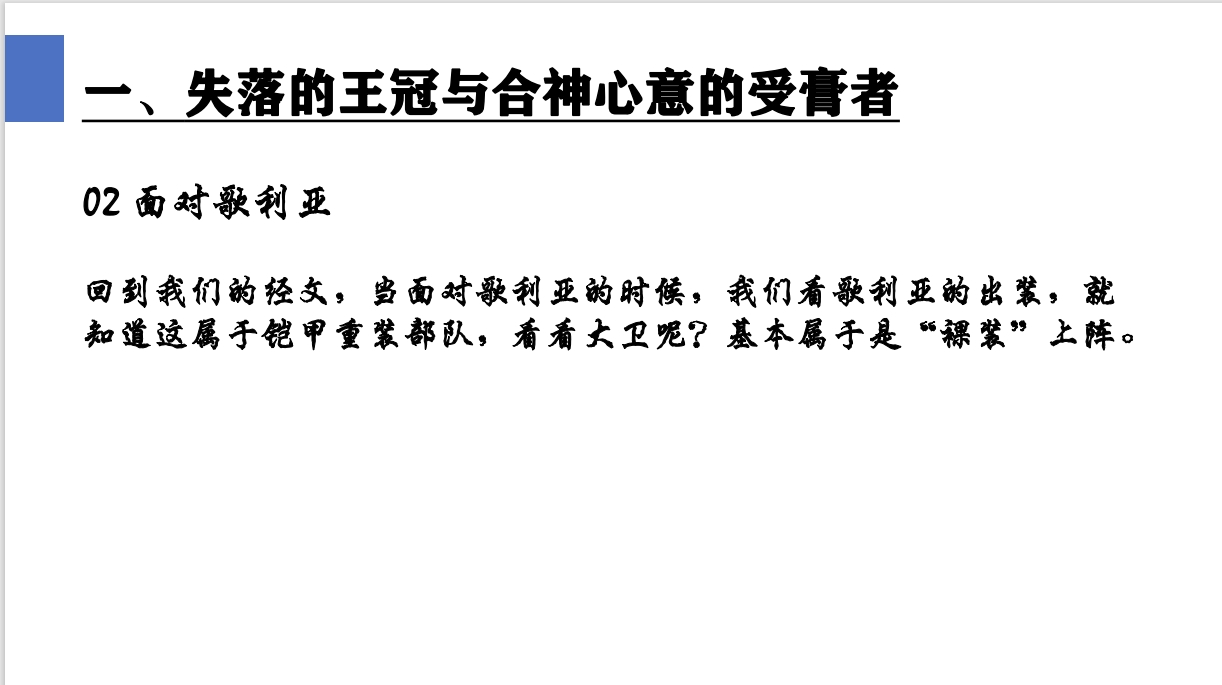 一、失落的王冠与合神心意的受膏者
02 面对歌利亚
回到我们的经文，当面对歌利亚的时候，我们看歌利亚的出装，就
知道这属于铠甲重装部队，看看大卫呢？基本属于是“裸装”上阵。